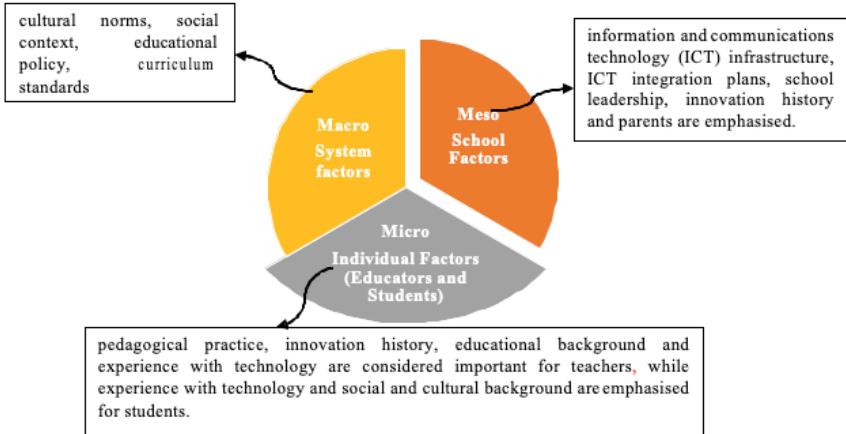 cultural norms, social
context, educational
policy, curriculum
standards
information and communications
technology (ICT) infrastructure,
ICT integration plans, school
leadership, innovation history
and parents are emphasised.
Macro
System
factors
Meso
School
Factors
Micro
Individual Factors
(Educators and
Students)
pedagogical practice, innovation history, educational background and
experience with technology are considered important for teachers, while
experience with technology and social and cultural background are emphasised
for students.